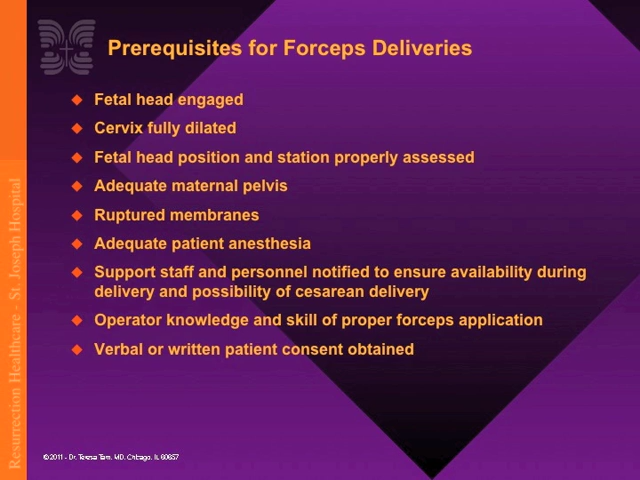 Prerequisites for Forceps Deliveries
Fetal head engaged
Cervix fully dilated
Fetal head position and station properly assessed
Adequate maternal pelvis
Ruptured membranes
Adequate patient anesthesia
Support staff and personnel notified to ensure availability during
delivery and possibility of cesarean delivery
Operator knowledge and skill of proper forceps application
Verbal or written patient consent obtained
Resurrection Healthcare - St. Joseph Hospital
©2011 - Dr. Teresa Tam, MD, Chicago, IL 60657